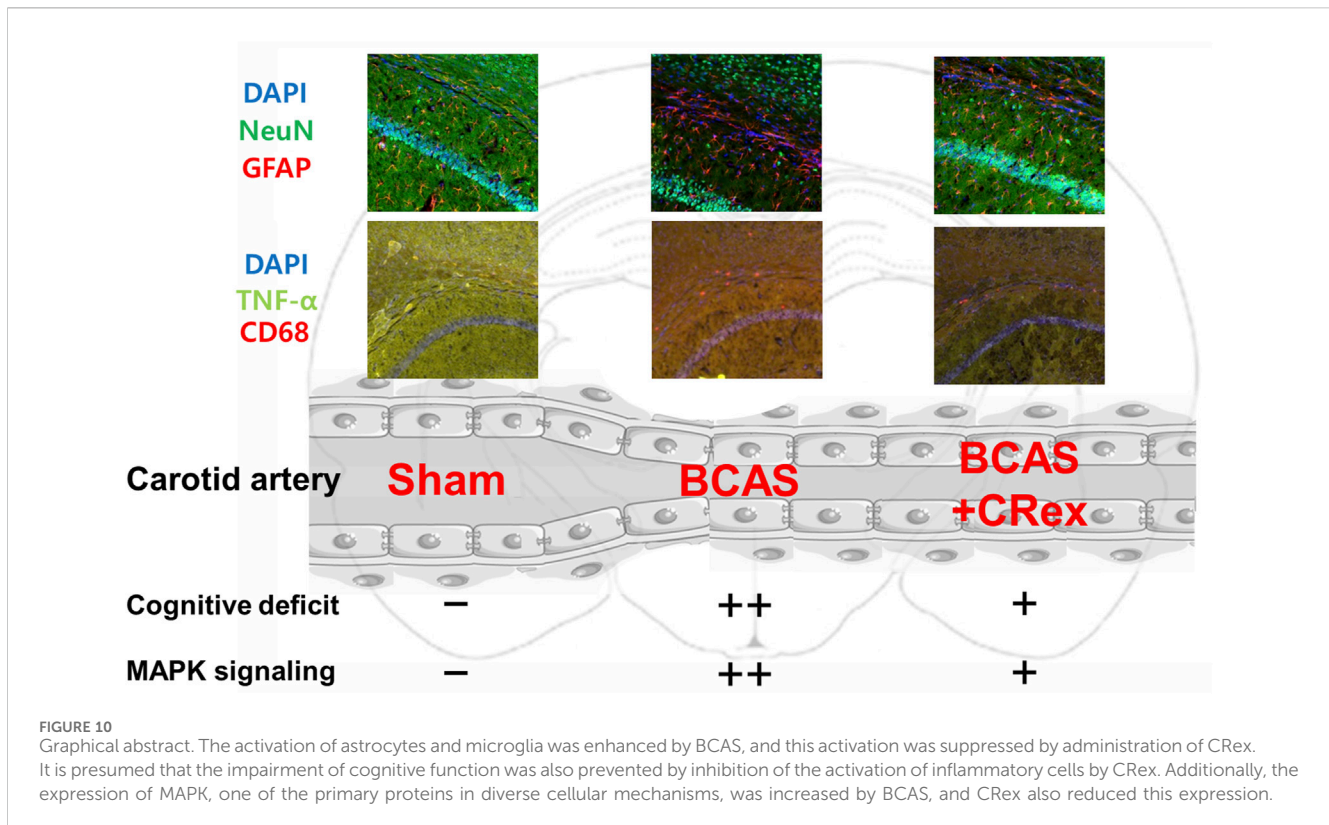 DAPI
NeuN
GFAP
DAPI
TNF-α
CD68
Carotid artery Sham BCAS BCAS
+CRex
Cognitive deficit − ++ +
MAPK signaling − ++ +
FIGURE 10
Graphical abstract. The activation of astrocytes and microglia was enhanced by BCAS, and this activation was suppressed by administration of CRex.
It is presumed that the impairment of cognitive function was also prevented by inhibition of the activation of inflammatory cells by CRex. Additionally, the
expression of MAPK, one of the primary proteins in diverse cellular mechanisms, was increased by BCAS, and CRex also reduced this expression.